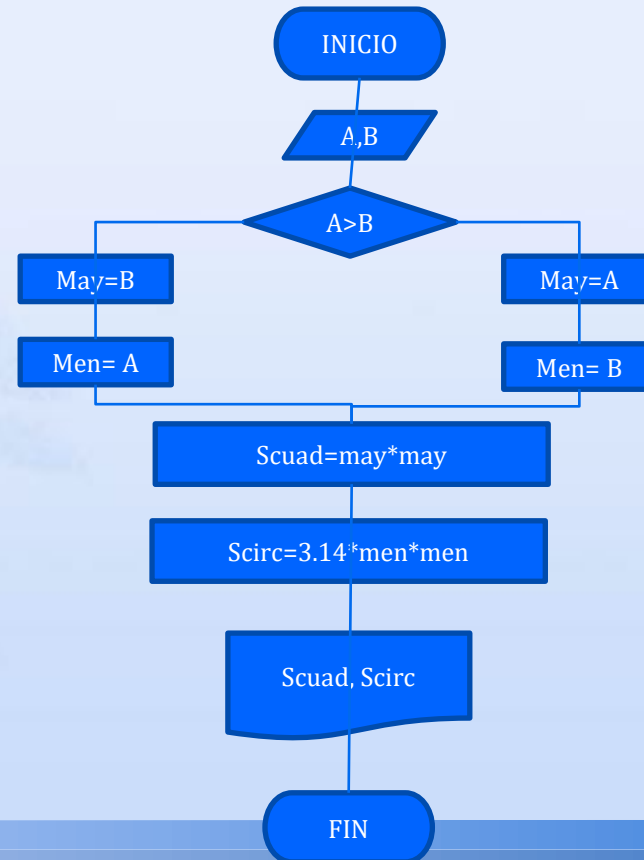 INICIO
A,B
A>B
May=B
May=A
Men= A
Men= B
Scuad=may*may
Scirc=3.14*men*men
Scuad, Scirc
FIN